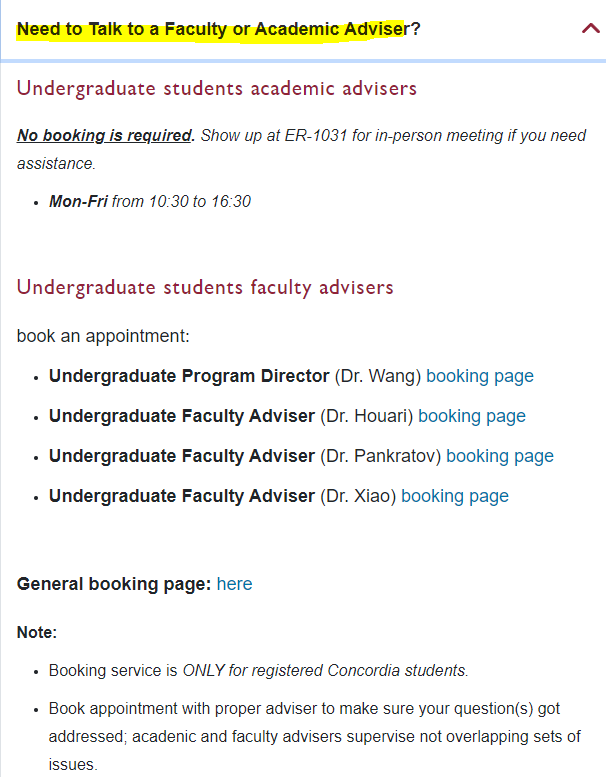 Need to Talk to a Faculty or Academic Adviser?
Undergraduate students academic advisers
No booking is required. Show up at ER-1031 for in-person meeting if you need
assistance.
• Mon-Fri from 10:30 to 16:30
Undergraduate students faculty advisers
book an appointment:
• Undergraduate Program Director (Dr. Wang) booking page
• Undergraduate Faculty Adviser (Dr. Houari) booking page
• Undergraduate Faculty Adviser (Dr. Pankratov) booking page
• Undergraduate Faculty Adviser (Dr. Xiao) booking page
General booking page: here
Note:
• Booking service is ONLY for registered Concordia students.
• Book appointment with proper adviser to make sure your question(s) got
addressed; acadenic and faculty advisers supervise not overlapping sets of
issues.